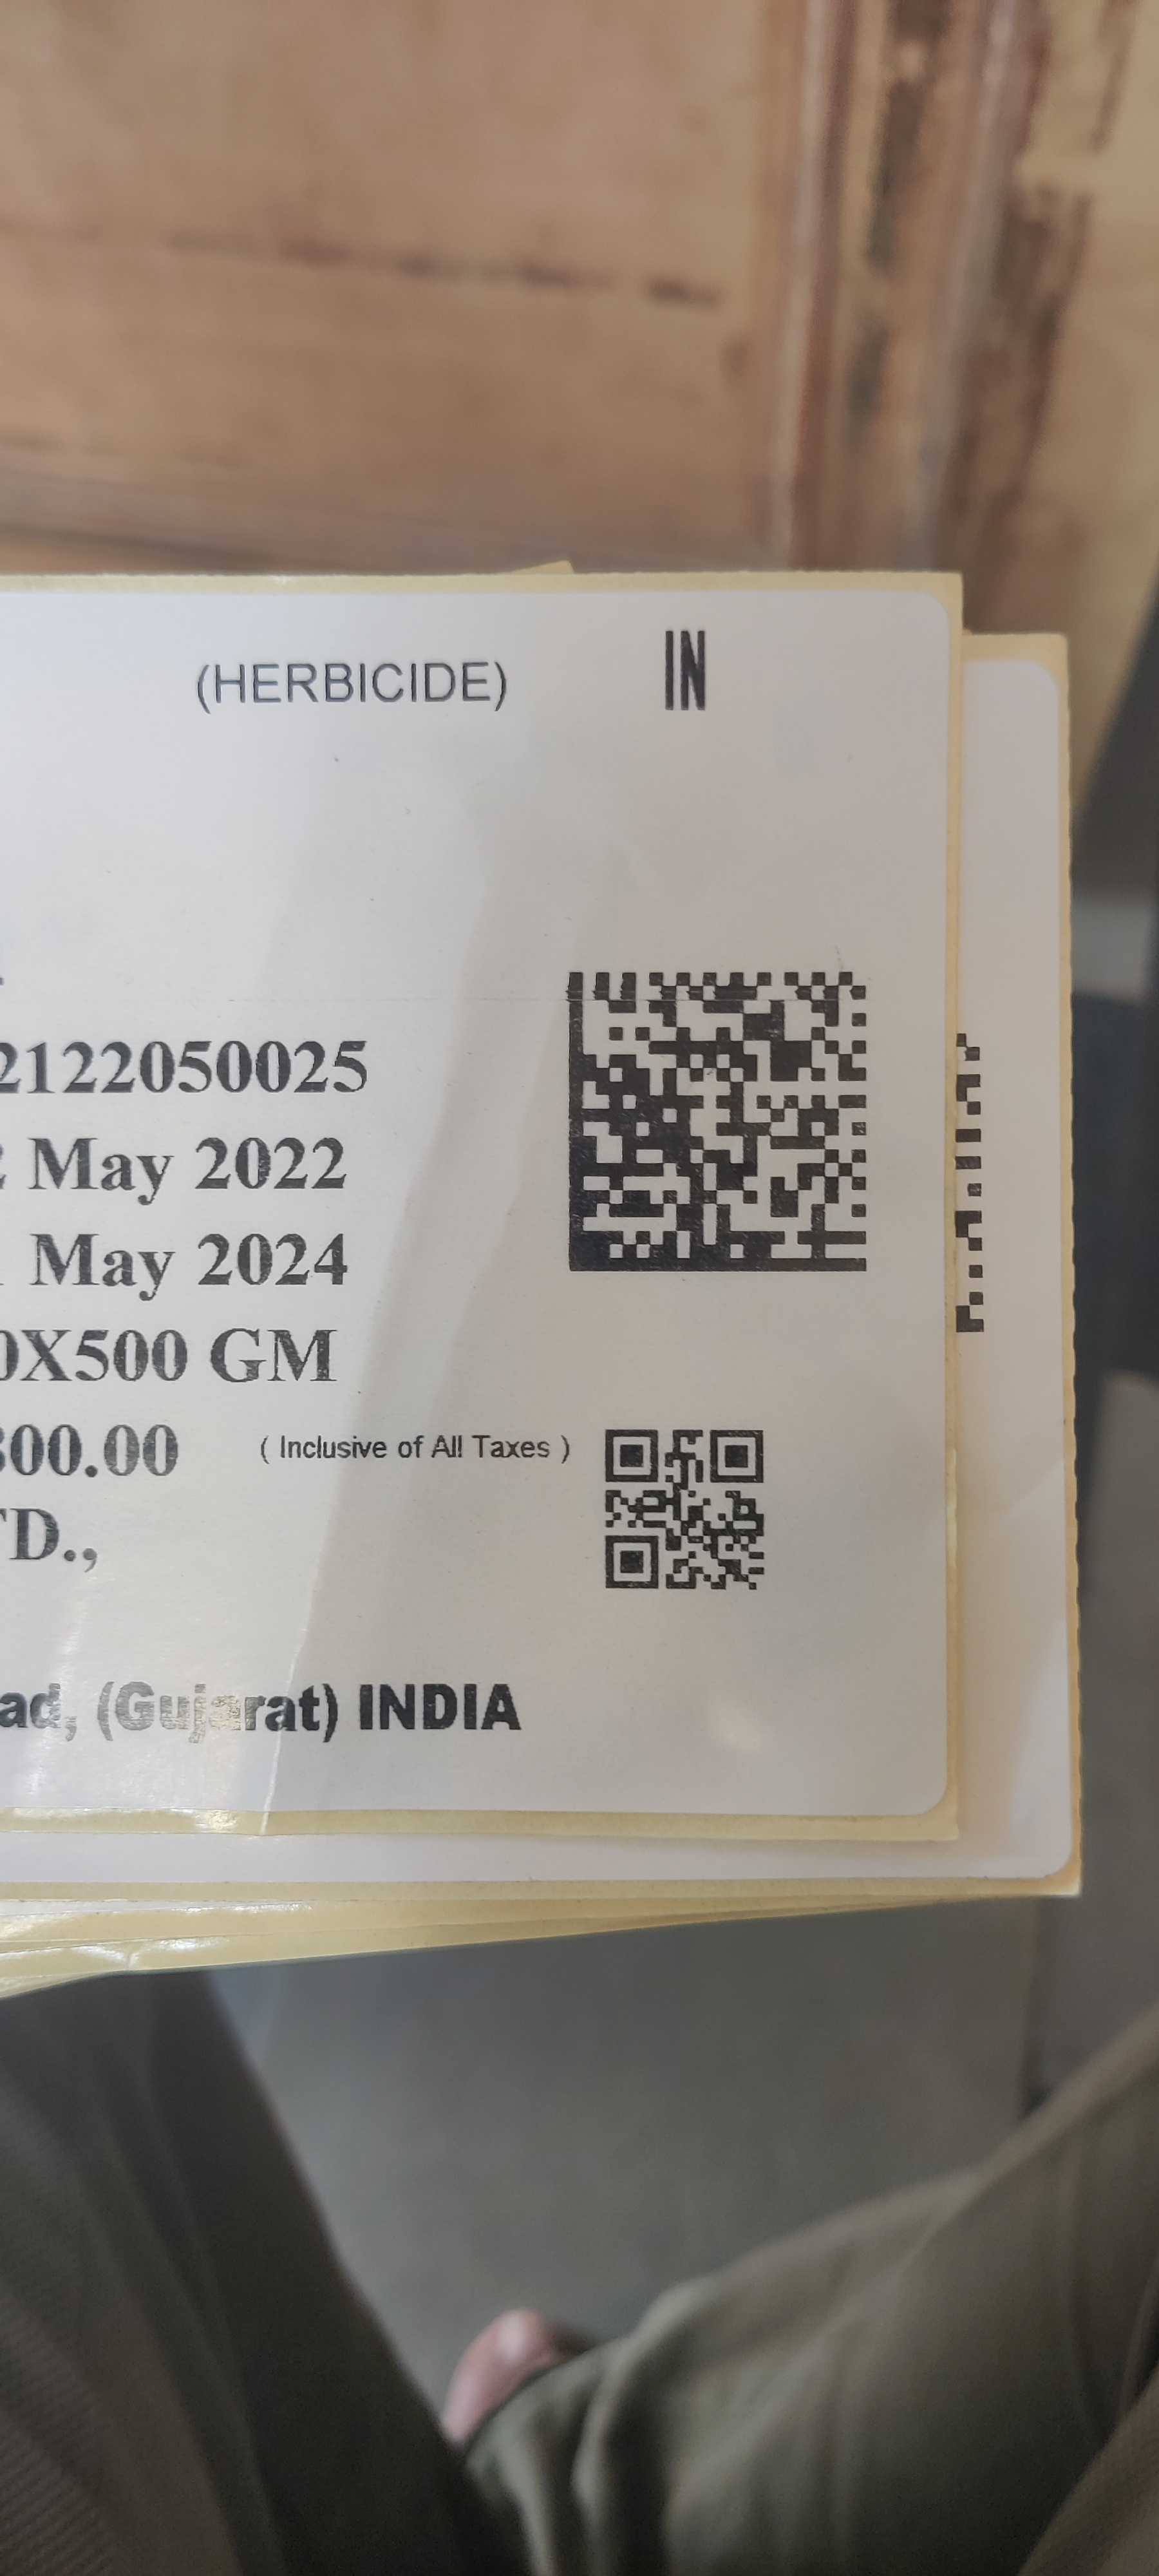 (HERBICIDE) IN
2122050025
2 May 2022
May 2024
0X500 GM
300.00 ( Inclusive of All Taxes )
TD.,
ad, (Gujarat) INDIA